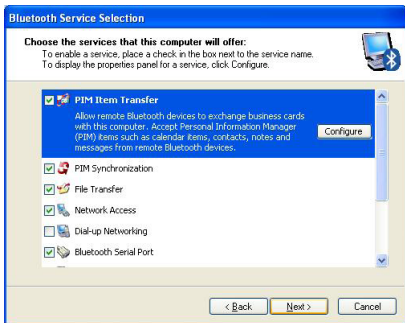 Bluetooth Service Selection
Choose the services that this computer will offer:
To enable a service, place a check in the box next to the service name.
To display the properties panel for a service, click Configure.
PIM Item Transfer
Allow remote Bluetooth devices to exchange business cards
with this computer. Accept Personal Information Manager
(PIM) items such as calendar items, contacts, notes and
messages from remote Bluetooth devices.
Configure
PIM Synchronization
File Transfer
Network Access
Dial-up Networking
Bluetooth Serial Port
< Back
Next >
Cancel